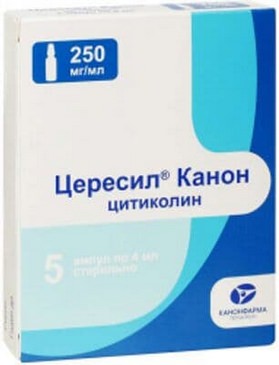 250
мг/мл
Цересил® Канон
цитиколин
5 ампул по 4 мл
стерильно
КАНОНФАРМА